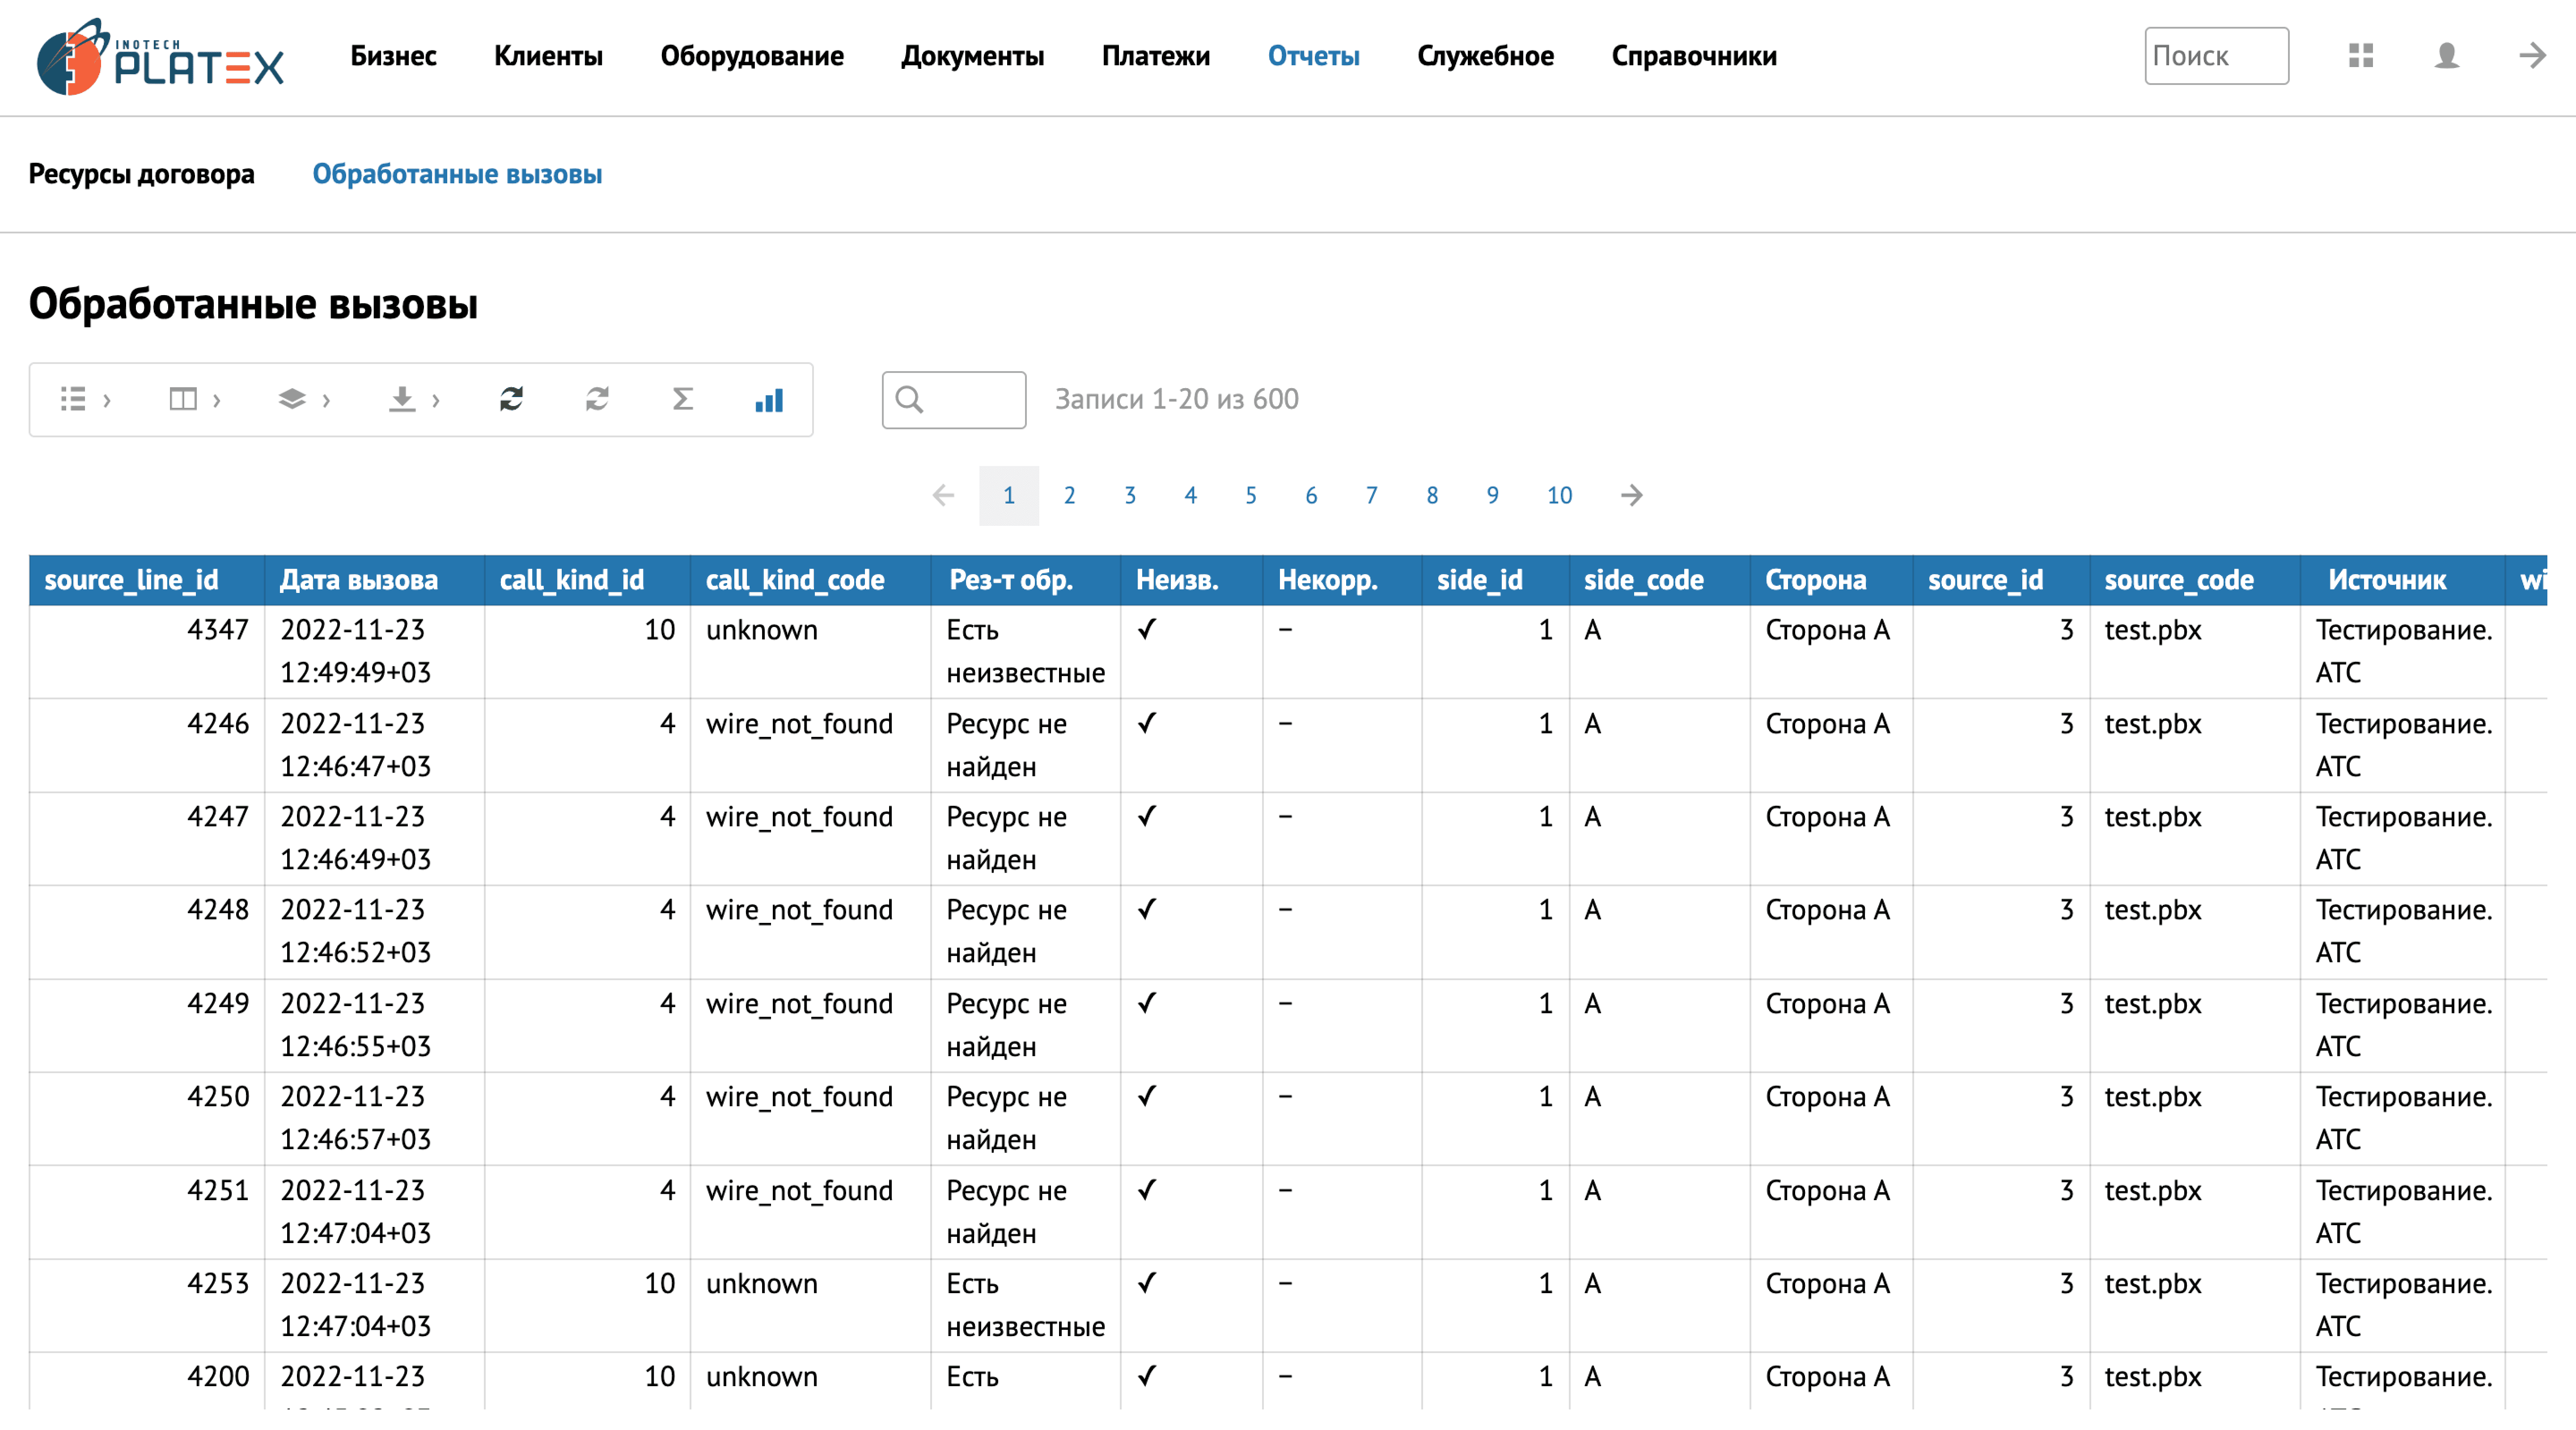 INOTECH
PLATEX
Бизнес Клиенты Оборудование Документы Платежи Отчеты Служебное Справочники Поиск
Ресурсы договора Обработанные вызовы
Обработанные вызовы
Записи 1-20 из 600
1 2 3 4 5 6 7 8 9 10
source_line_id Дата вызова call_kind_id call_kind_code Рез-т обр. Неизв. Некорр. side_id side_code Сторона source_id source_code Источник wi
4347 2022-11-23 10 unknown Есть ✓ – 1 A Сторона А 3 test.pbx Тестирование.
12:49:49+03 неизвестные АТС
4246 2022-11-23 4 wire_not_found Ресурс не ✓ – 1 A Сторона А 3 test.pbx Тестирование.
12:46:47+03 найден АТС
4247 2022-11-23 4 wire_not_found Ресурс не ✓ – 1 A Сторона А 3 test.pbx Тестирование.
12:46:49+03 найден АТС
4248 2022-11-23 4 wire_not_found Ресурс не ✓ – 1 A Сторона А 3 test.pbx Тестирование.
12:46:52+03 найден АТС
4249 2022-11-23 4 wire_not_found Ресурс не ✓ – 1 A Сторона А 3 test.pbx Тестирование.
12:46:55+03 найден АТС
4250 2022-11-23 4 wire_not_found Ресурс не ✓ – 1 A Сторона А 3 test.pbx Тестирование.
12:46:57+03 найден АТС
4251 2022-11-23 4 wire_not_found Ресурс не ✓ – 1 A Сторона А 3 test.pbx Тестирование.
12:47:04+03 найден АТС
4253 2022-11-23 10 unknown Есть ✓ – 1 A Сторона А 3 test.pbx Тестирование.
12:47:04+03 неизвестные АТС
4200 2022-11-23 10 unknown Есть ✓ – 1 A Сторона А 3 test.pbx Тестирование.